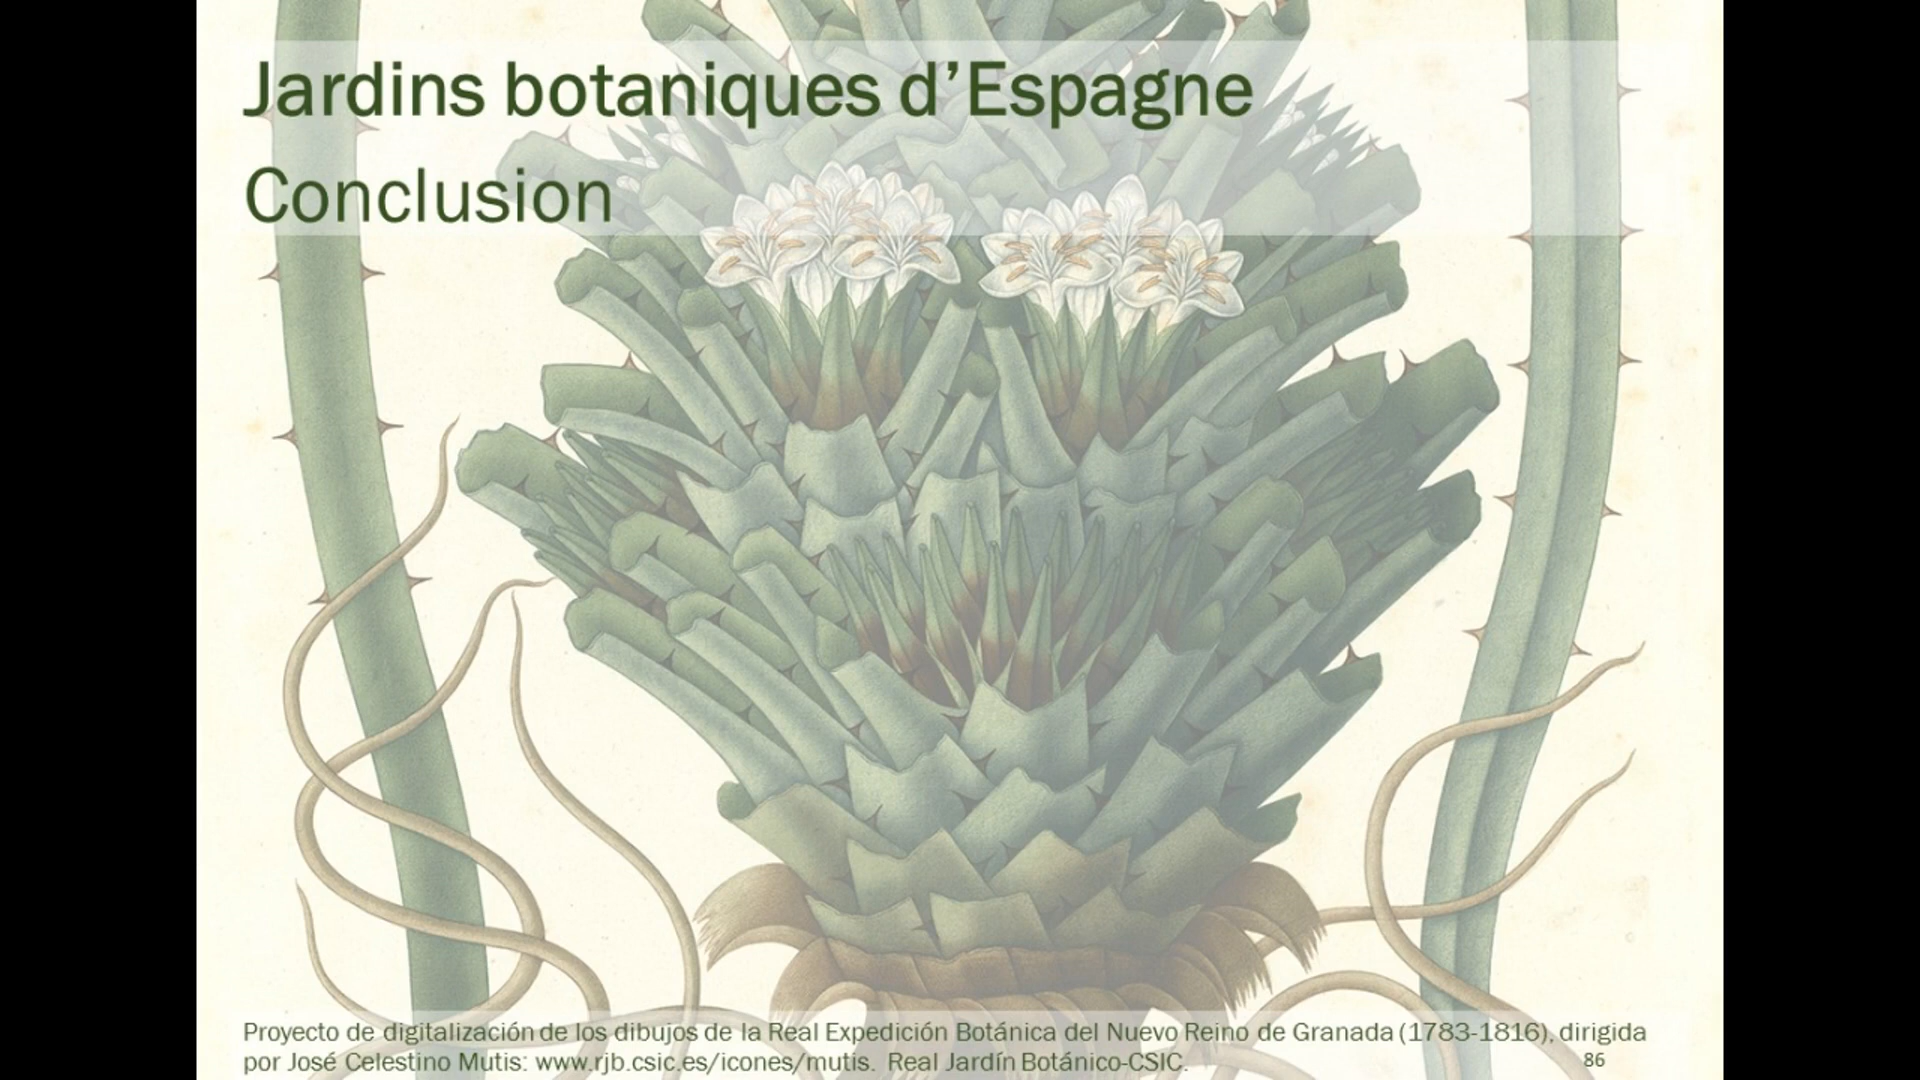 Jardins botaniques d’Espagne
Conclusion
Proyecto de digitalización de los dibujos de la Real Expedición Botánica del Nuevo Reino de Granada (1783-1816), dirigida
por José Celestino Mutis: www.rjb.csic.es/icones/mutis. Real Jardín Botánico-CSIC.
86